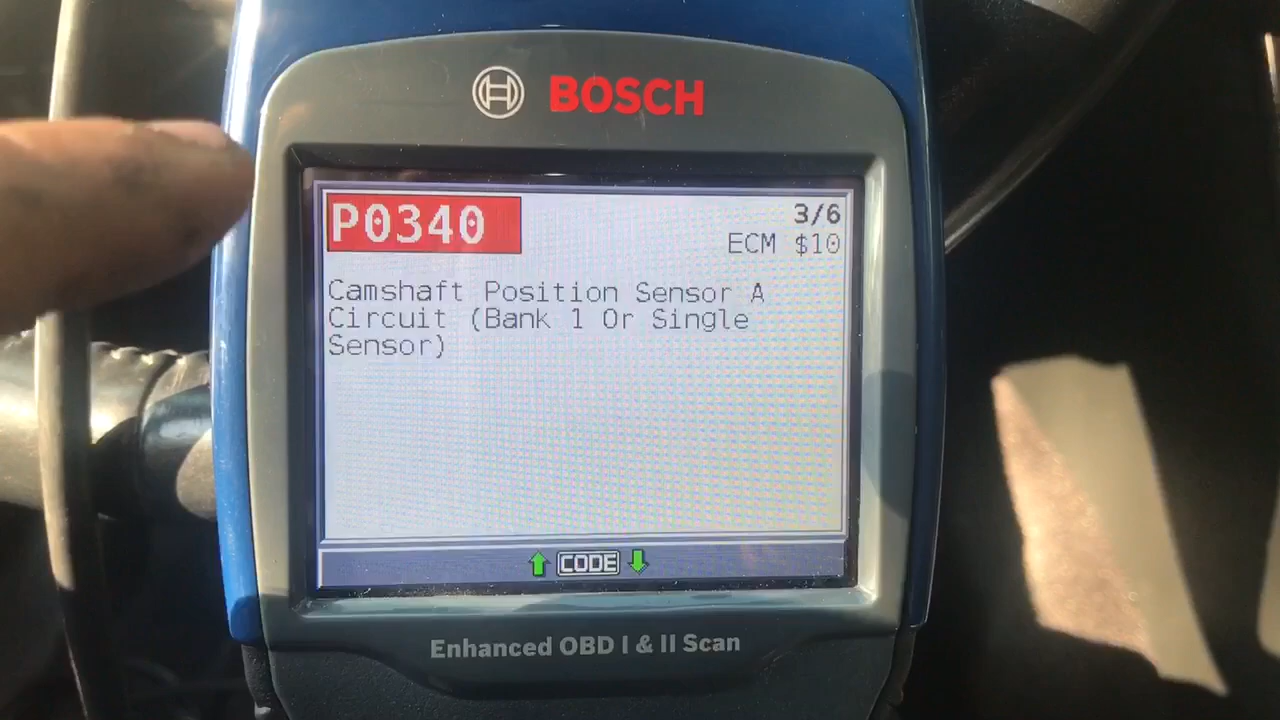 BOSCH
P0340
3/6
ECM $10
Camshaft Position Sensor A
Circuit (Bank 1 Or Single
Sensor)
CODE
Enhanced OBD I & II Scan